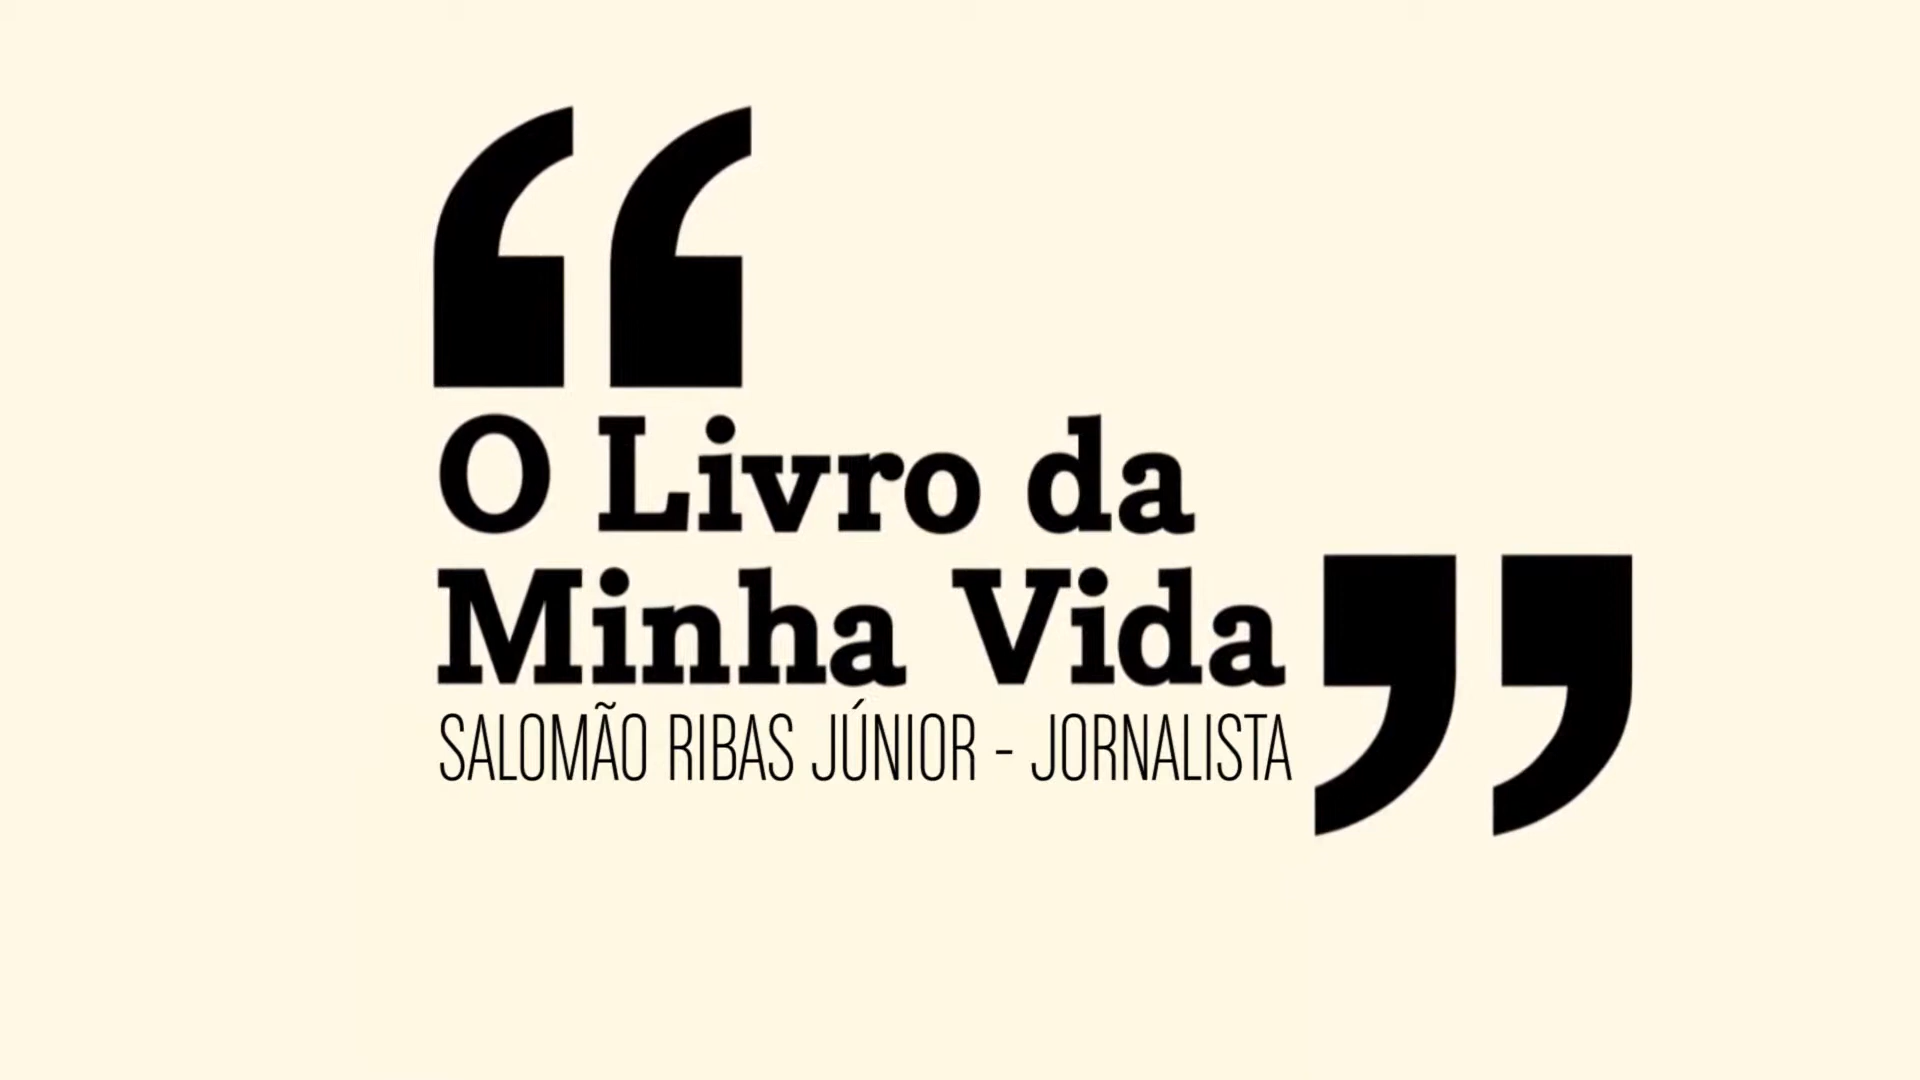 “
O Livro da
Minha Vida ”
SALOMÃO RIBAS JÚNIOR - JORNALISTA